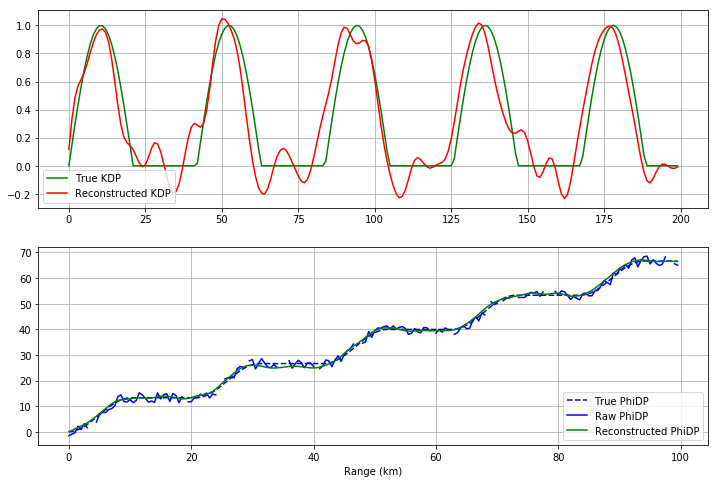 1.0
0.8
0.6
0.4
0.2
0.0
−0.2
True KDP
Reconstructed KDP
0 25 50 75 100 125 150 175 200
70
60
50
40
30
20
10
0
True PhiDP
Raw PhiDP
Reconstructed PhiDP
0 20 40 60 80 100
Range (km)